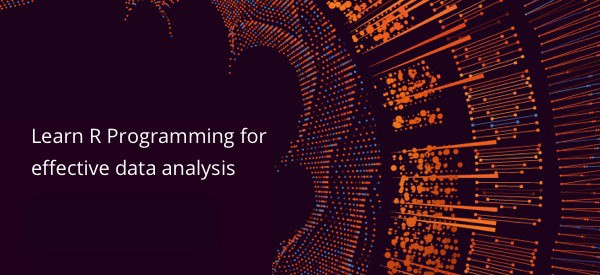 Learn R Programming for
effective data analysis